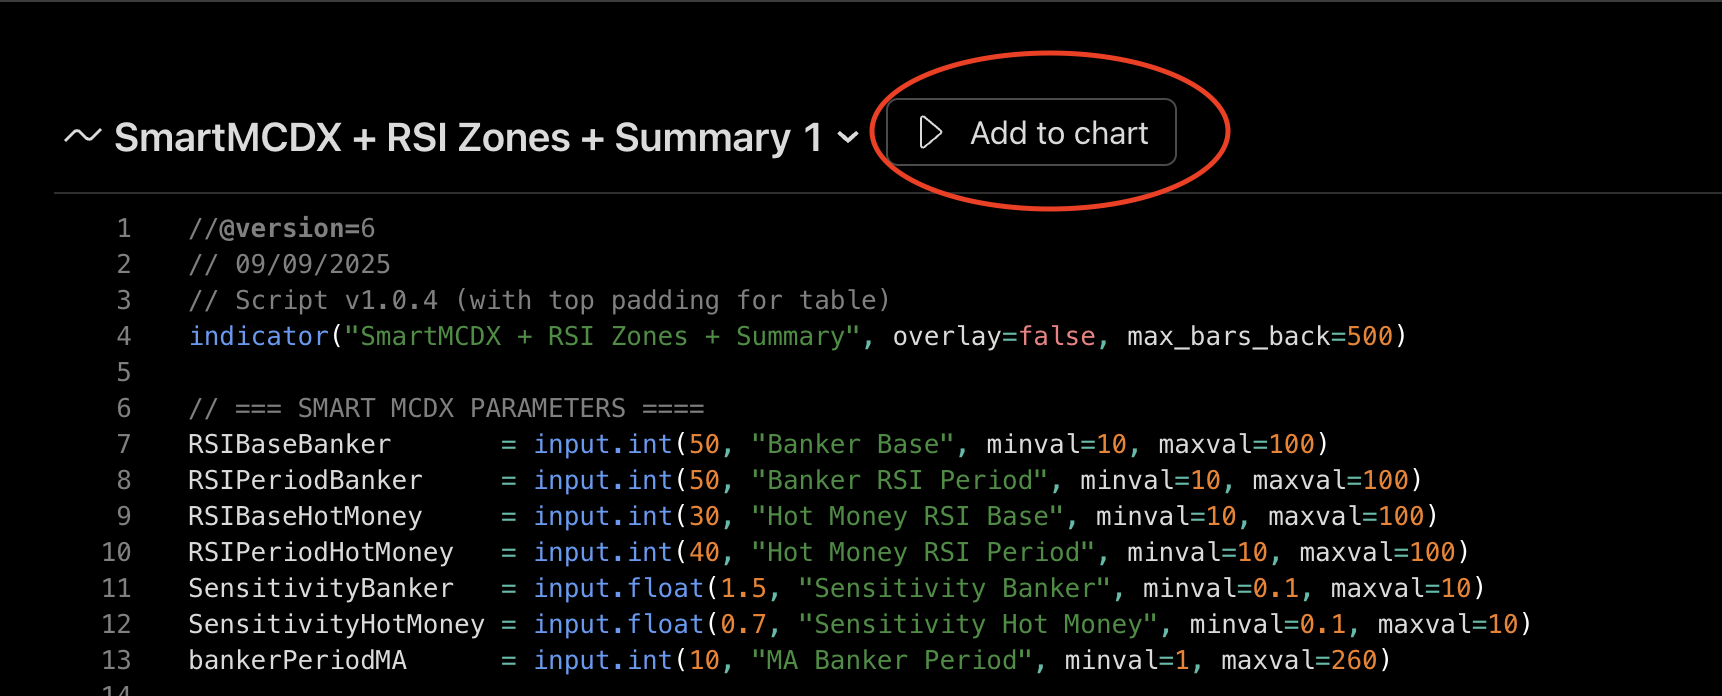 SmartMCDX + RSI Zones + Summary 1
Add to chart
1 //@version=6
2 // 09/09/2025
3 // Script v1.0.4 (with top padding for table)
4 indicator("SmartMCDX + RSI Zones + Summary", overlay=false, max_bars_back=500)
5
6 // === SMART MCDX PARAMETERS ====
7 RSIBaseBanker       = input.int(50, "Banker Base", minval=10, maxval=100)
8 RSIPeriodBanker     = input.int(50, "Banker RSI Period", minval=10, maxval=100)
9 RSIBaseHotMoney     = input.int(30, "Hot Money RSI Base", minval=10, maxval=100)
10 RSIPeriodHotMoney   = input.int(40, "Hot Money RSI Period", minval=10, maxval=100)
11 SensitivityBanker   = input.float(1.5, "Sensitivity Banker", minval=0.1, maxval=10)
12 SensitivityHotMoney = input.float(0.7, "Sensitivity Hot Money", minval=0.1, maxval=10)
13 bankerPeriodMA      = input.int(10, "MA Banker Period", minval=1, maxval=260)
14